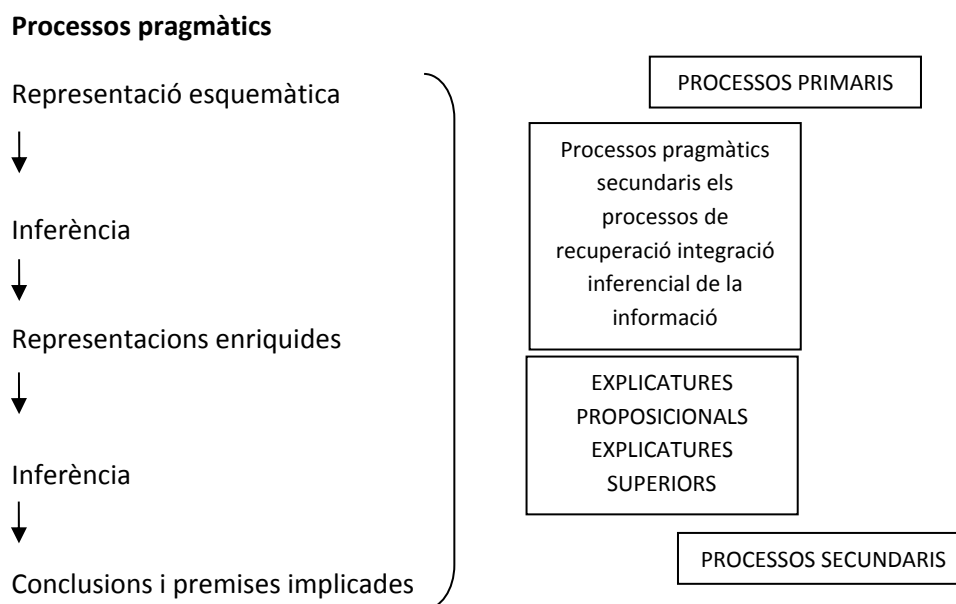 Processos pragmàtics
Representació esquemàtica
Inferència
Representacions enriquides
Inferència
Conclusions i premises implicades
PROCESSOS PRIMARIS
Processos pragmàtics
secundaris els
processos de
recuperació integració
inferencial de la
informació
EXPLICATURES
PROPOSICIONALS
EXPLICATURES
SUPERIORS
PROCESSOS SECUNDARIS